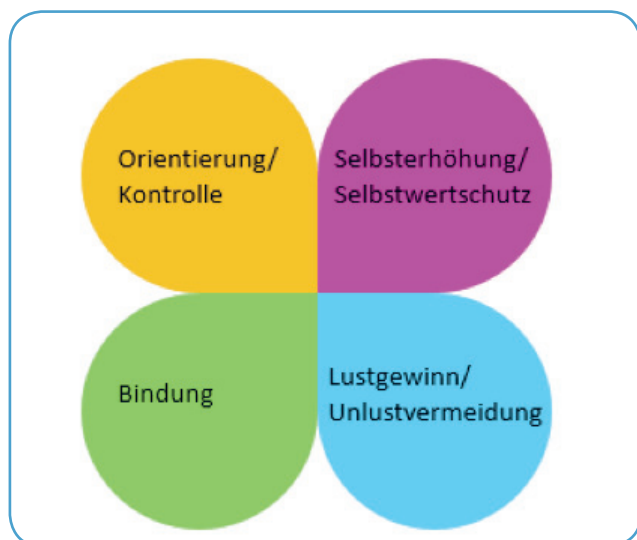 Orientierung/
Kontrolle
Selbsterhöhung/
Selbstwertschutz
Bindung
Lustgewinn/
Unlustvermeidung